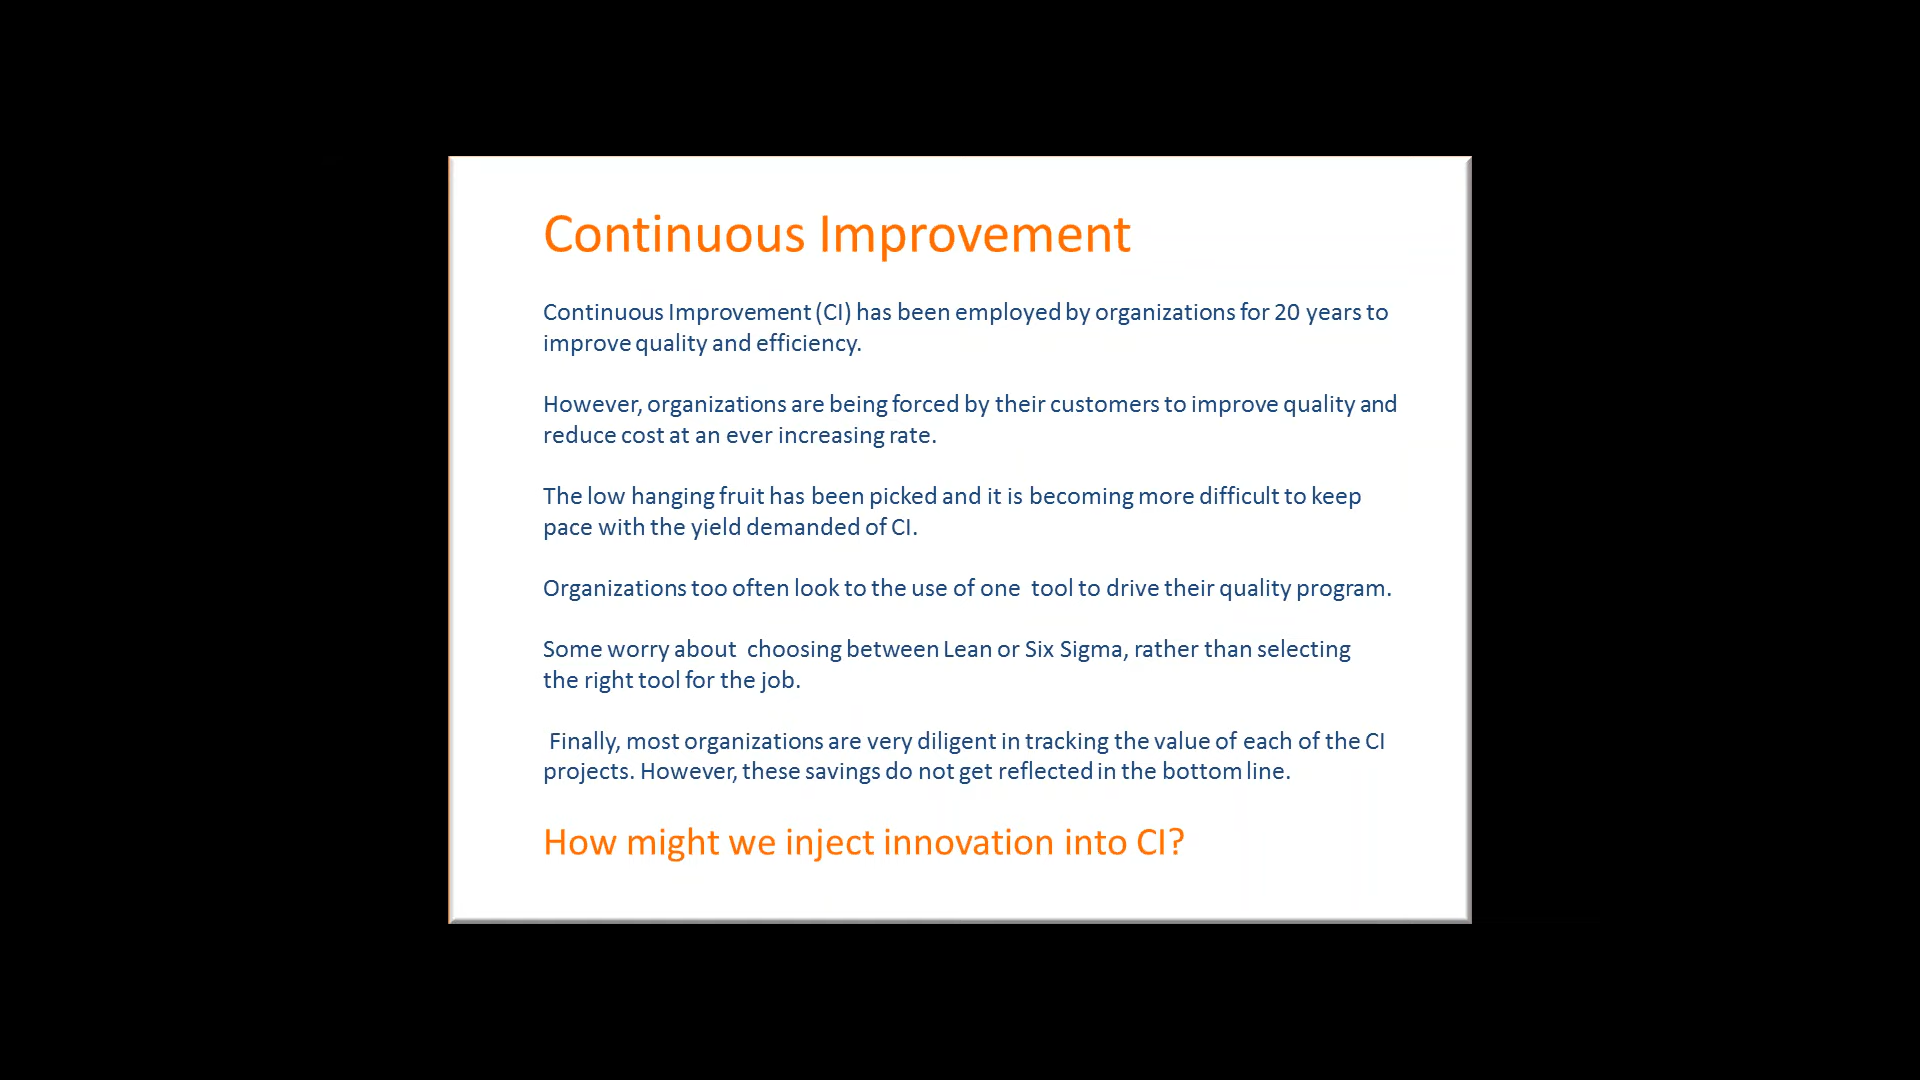 Continuous Improvement
Continuous Improvement (CI) has been employed by organizations for 20 years to
improve quality and efficiency.
However, organizations are being forced by their customers to improve quality and
reduce cost at an ever increasing rate.
The low hanging fruit has been picked and it is becoming more difficult to keep
pace with the yield demanded of CI.
Organizations too often look to the use of one tool to drive their quality program.
Some worry about choosing between Lean or Six Sigma, rather than selecting
the right tool for the job.
Finally, most organizations are very diligent in tracking the value of each of the CI
projects. However, these savings do not get reflected in the bottom line.
How might we inject innovation into CI?